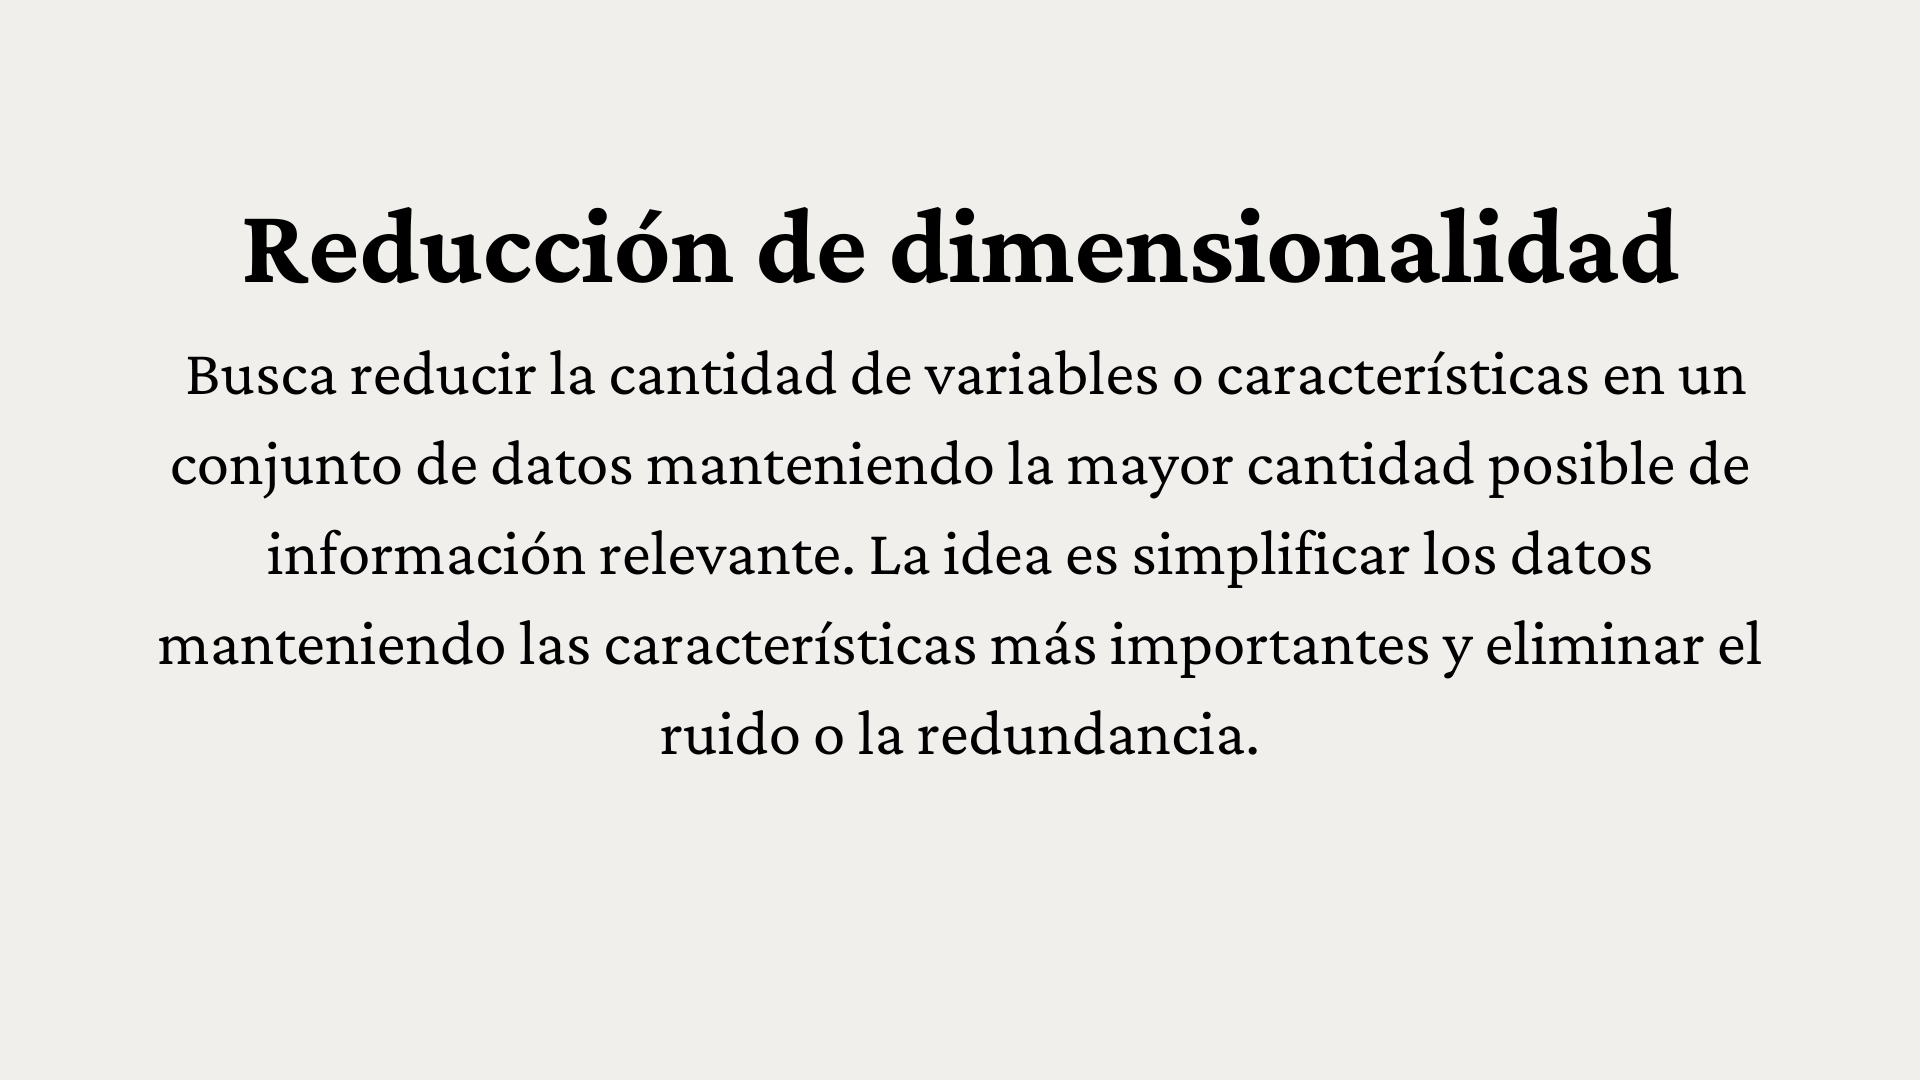 Reducción de dimensionalidad
Busca reducir la cantidad de variables o características en un
conjunto de datos manteniendo la mayor cantidad posible de
información relevante. La idea es simplificar los datos
manteniendo las características más importantes y eliminar el
ruido o la redundancia.